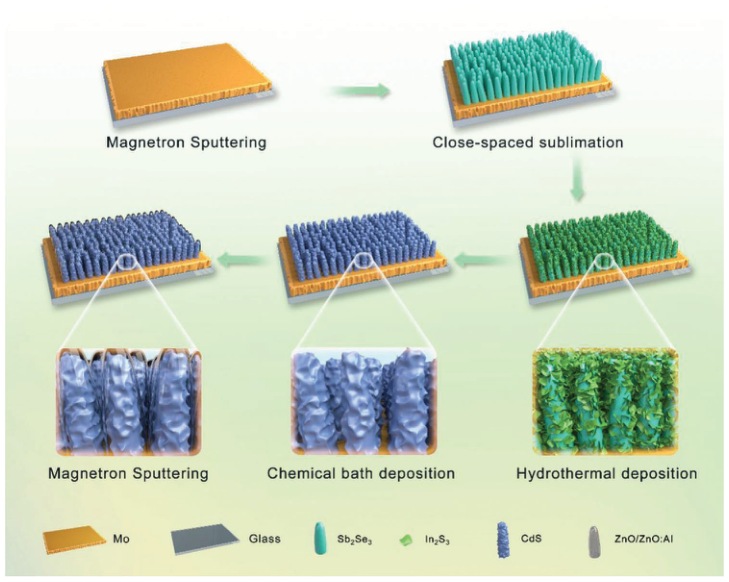 Magnetron Sputtering
Close-spaced sublimation
Magnetron Sputtering
Chemical bath deposition
Hydrothermal deposition
Mo
Glass
Sb₂Se₃
In₂S₃
CdS
ZnO/ZnO:Al